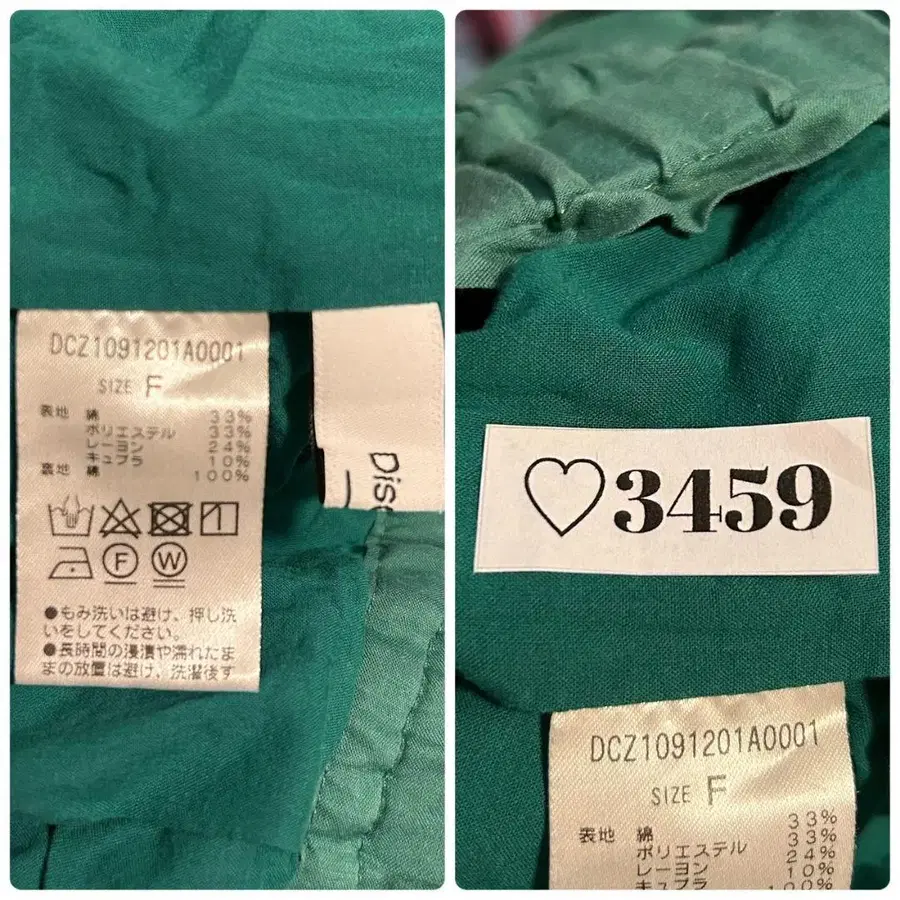 DCZ1091201A0001
SIZE F
表地 綿 33%
ポリエステル 33%
レーヨン 24%
キュプラ 10%
裏地 綿 100%
F W
●もみ洗いは避け、押し洗
いをしてください。
●長時間の浸漬や濡れたま
まの放置は避け、洗濯後す
Disc
♡3459
DCZ1091201A0001
SIZE F
表地 綿 33%
ポリエステル 33%
レーヨン 24%
キュプラ 10%